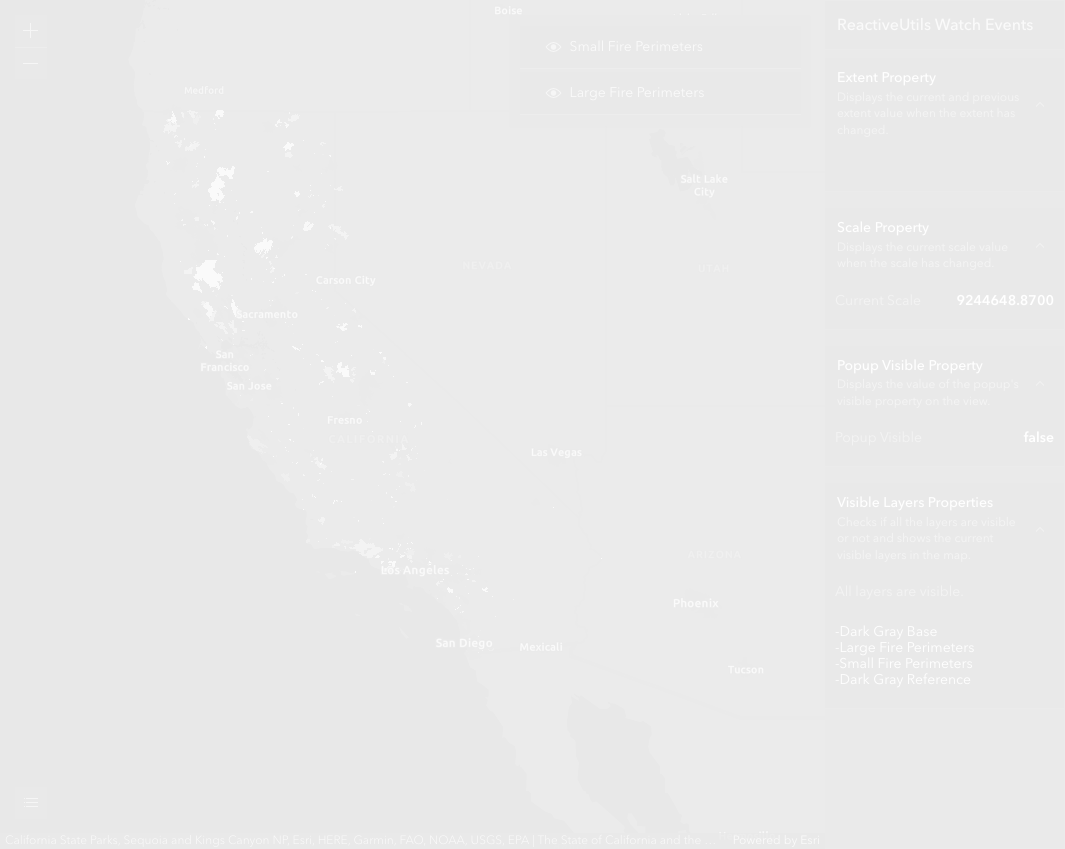 Boise
Small Fire Perimeters
Large Fire Perimeters
Medford
Salt Lake
City
NEVADA
UTAH
Carson City
Sacramento
San
Francisco
San Jose
Fresno
CALIFORNIA
Las Vegas
ARIZONA
Los Angeles
Phoenix
San Diego
Mexicali
Tucson
California State Parks, Sequoia and Kings Canyon NP, Esri, HERE, Garmin, FAO, NOAA, USGS, EPA | The State of California and the
Powered by Esri
ReactiveUtils Watch Events
Extent Property
Displays the current and previous
extent value when the extent has
changed.
Scale Property
Displays the current scale value
when the scale has changed.
Current Scale 9244648.8700
Popup Visible Property
Displays the value of the popup's
visible property on the view.
Popup Visible false
Visible Layers Properties
Checks if all the layers are visible
or not and shows the current
visible layers in the map.
All layers are visible
-Dark Gray Base
-Large Fire Perimeters
-Small Fire Perimeters
-Dark Gray Reference